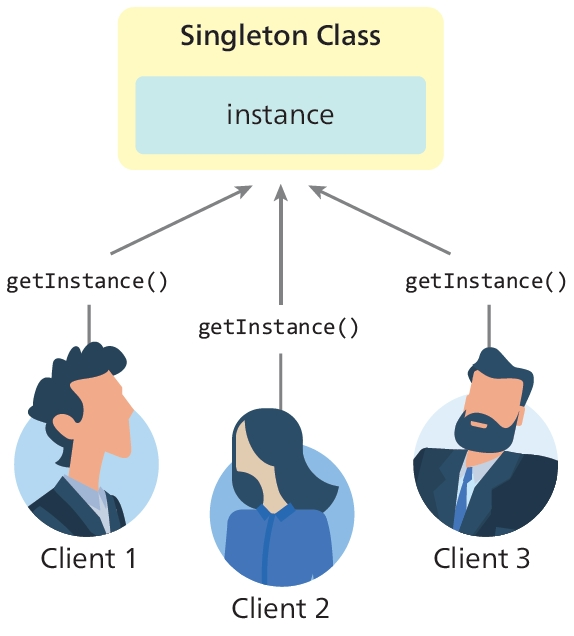 Singleton Class
instance
getInstance()
getInstance()
getInstance()
Client 1
Client 3
Client 2